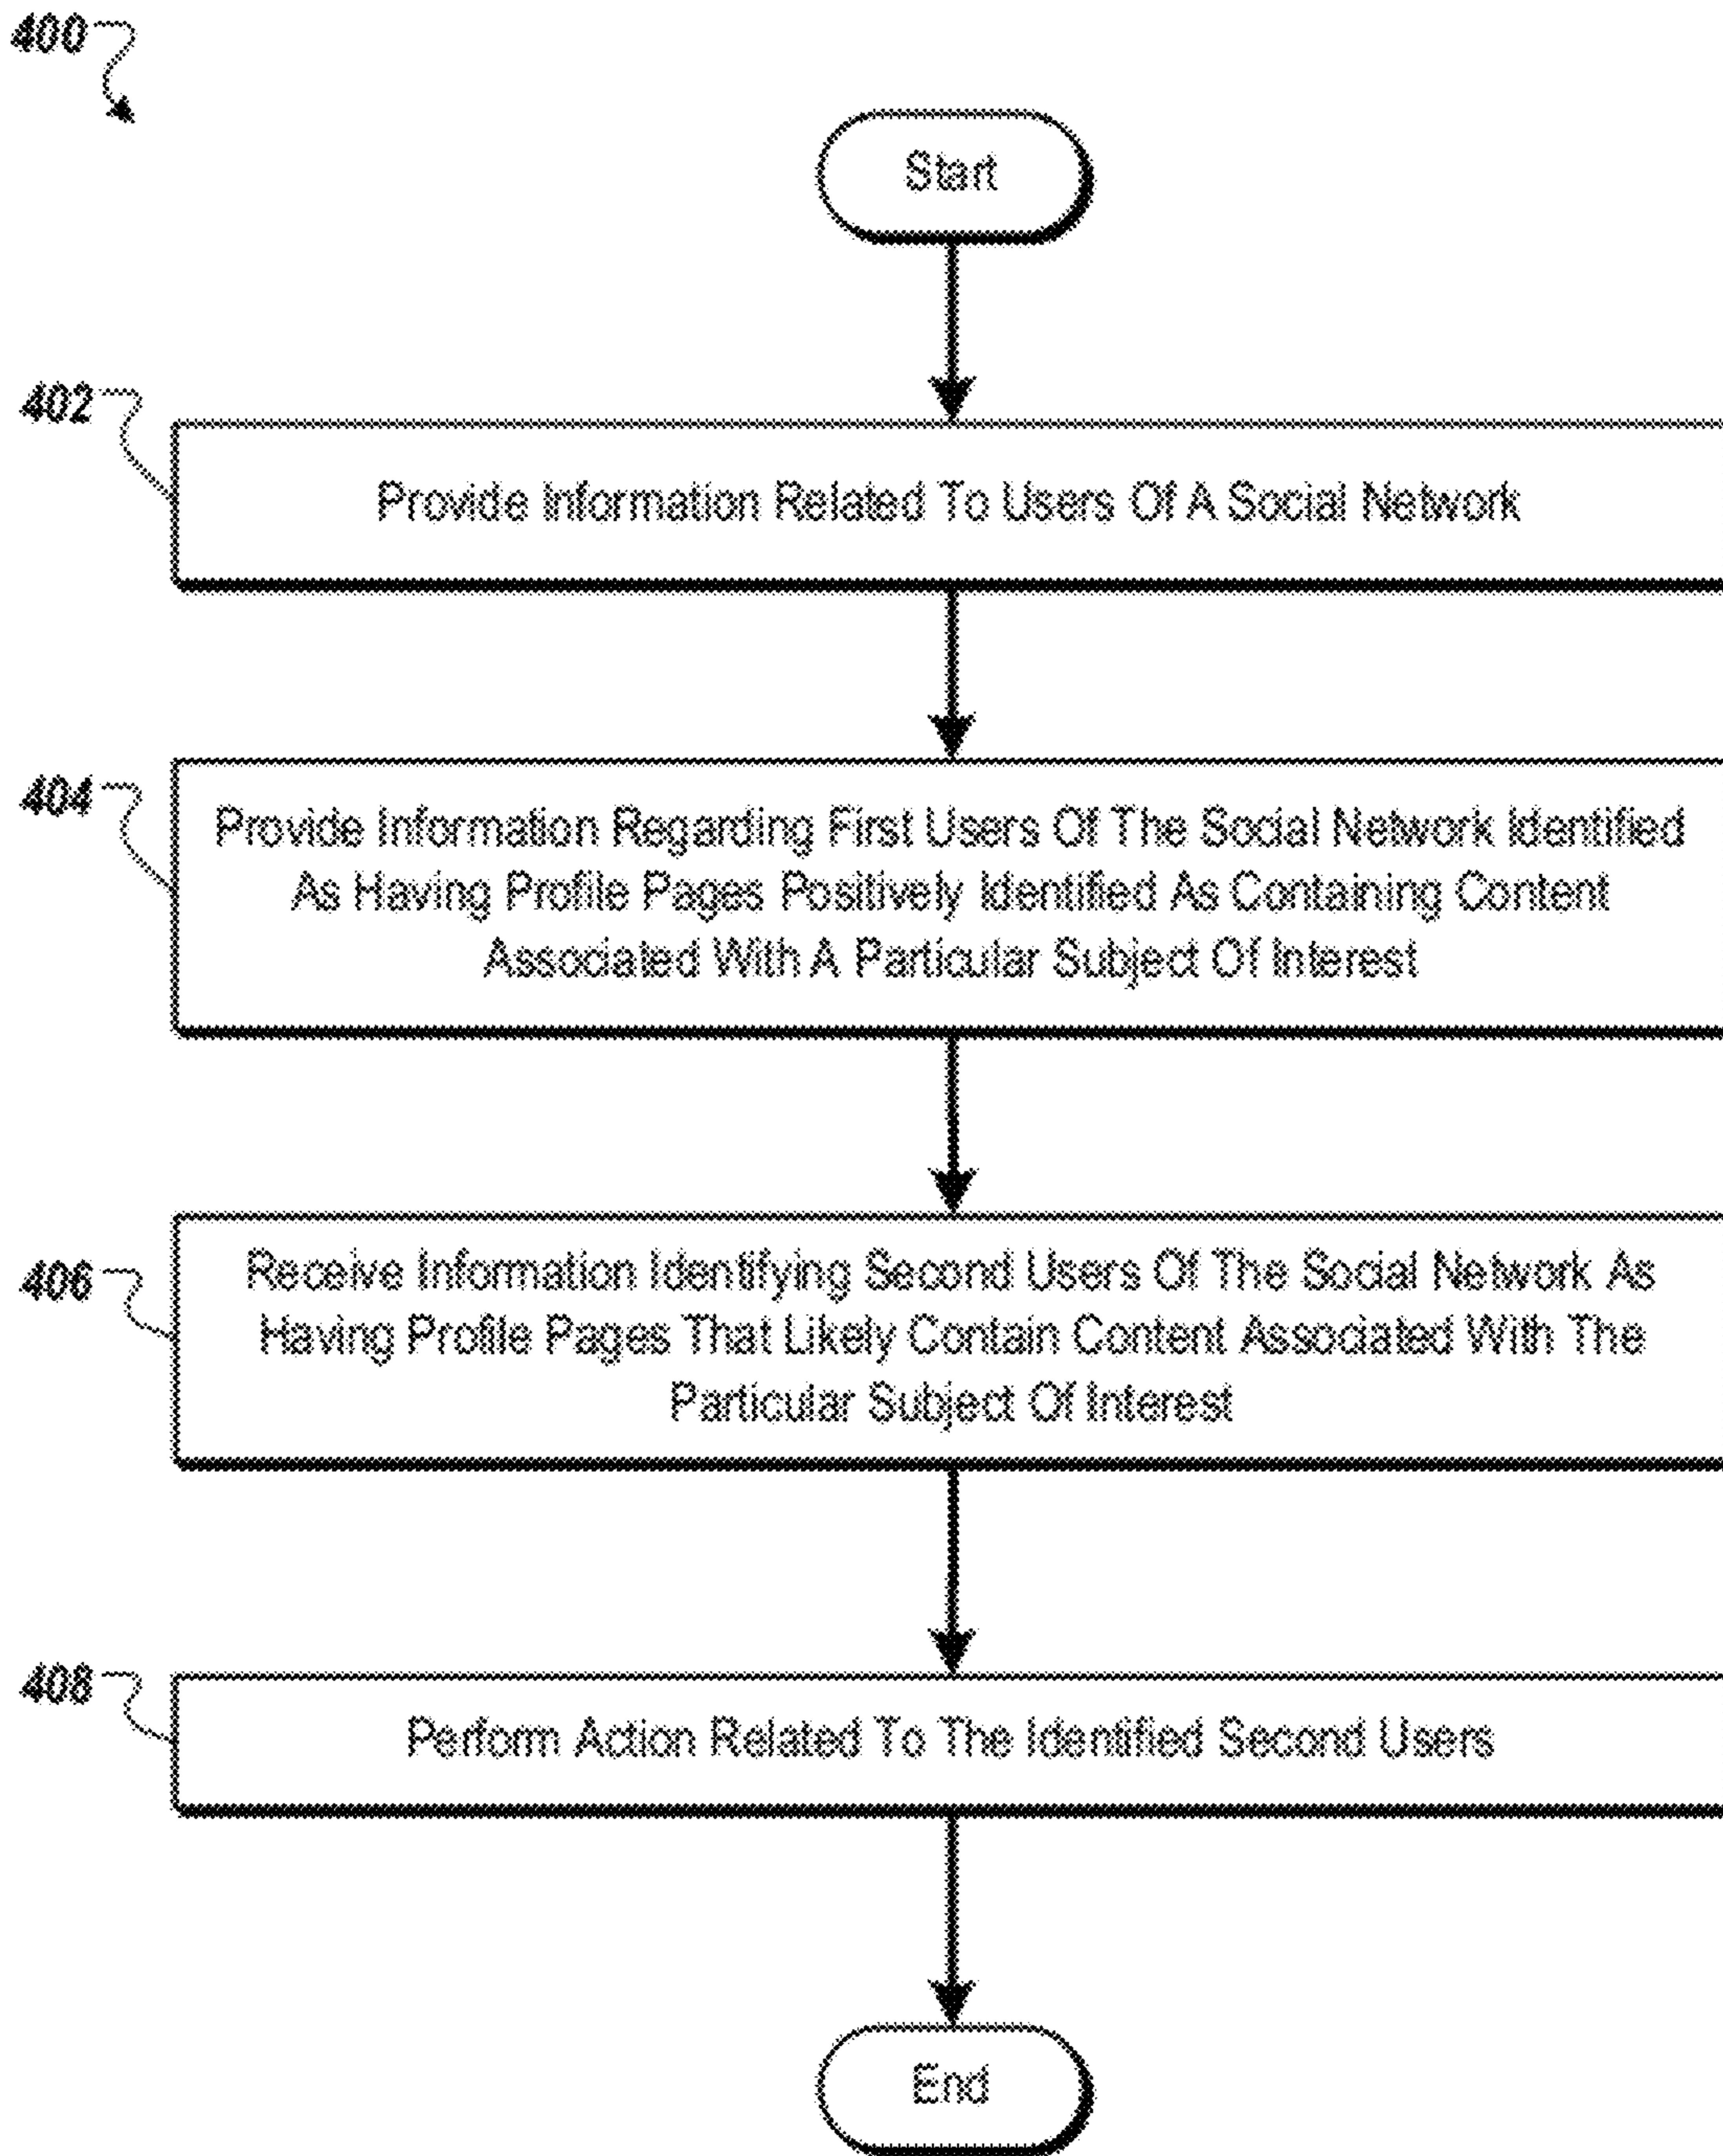 400
Start
402
Provide Information Related To Users Of A Social Network
404
Provide Information Regarding First Users Of The Social Network Identified
As Having Profile Pages Positively Identified As Containing Content
Associated With A Particular Subject Of Interest
406
Receive Information Identifying Second Users Of The Social Network As
Having Profile Pages That Likely Contain Content Associated With The
Particular Subject Of Interest
408
Perform Action Related To The Identified Second Users
End